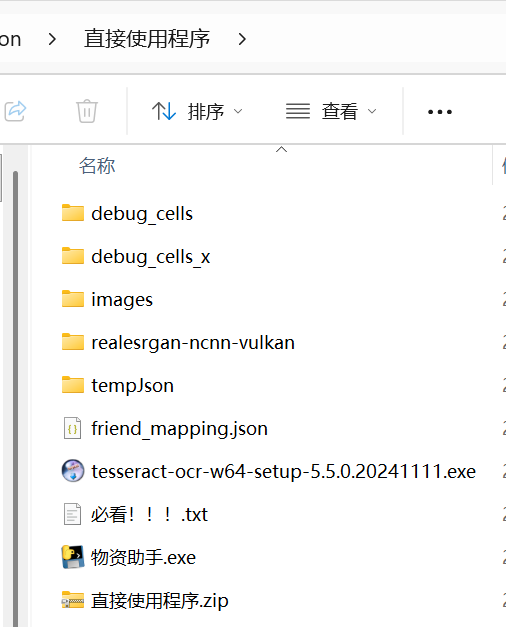 on > 直接使用程序 >
排序 查看
名称
debug_cells
debug_cells_x
images
realesrgan-ncnn-vulkan
tempJson
friend_mapping.json
tesseract-ocr-w64-setup-5.5.0.20241111.exe
必看！！！.txt
物资助手.exe
直接使用程序.zip